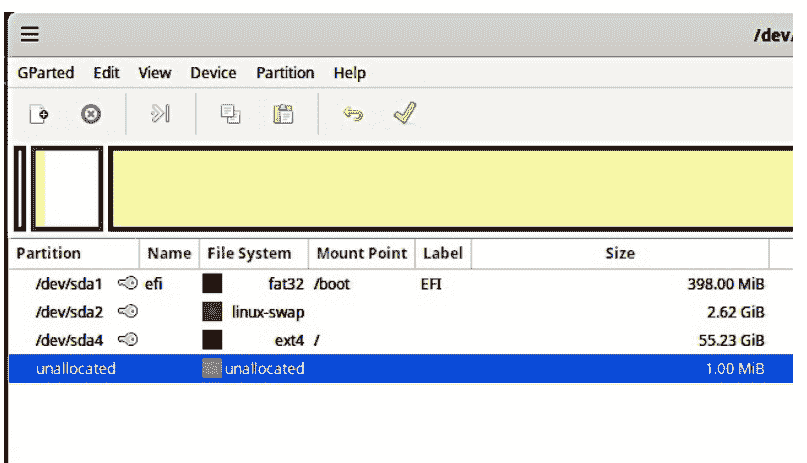 /dev/
GParted Edit View Device Partition Help
Partition Name File System Mount Point Label Size
/dev/sda1 efi fat32 /boot EFI 398.00 MiB
/dev/sda2 linux-swap 2.62 GiB
/dev/sda4 ext4 / 55.23 GiB
unallocated unallocated 1.00 MiB